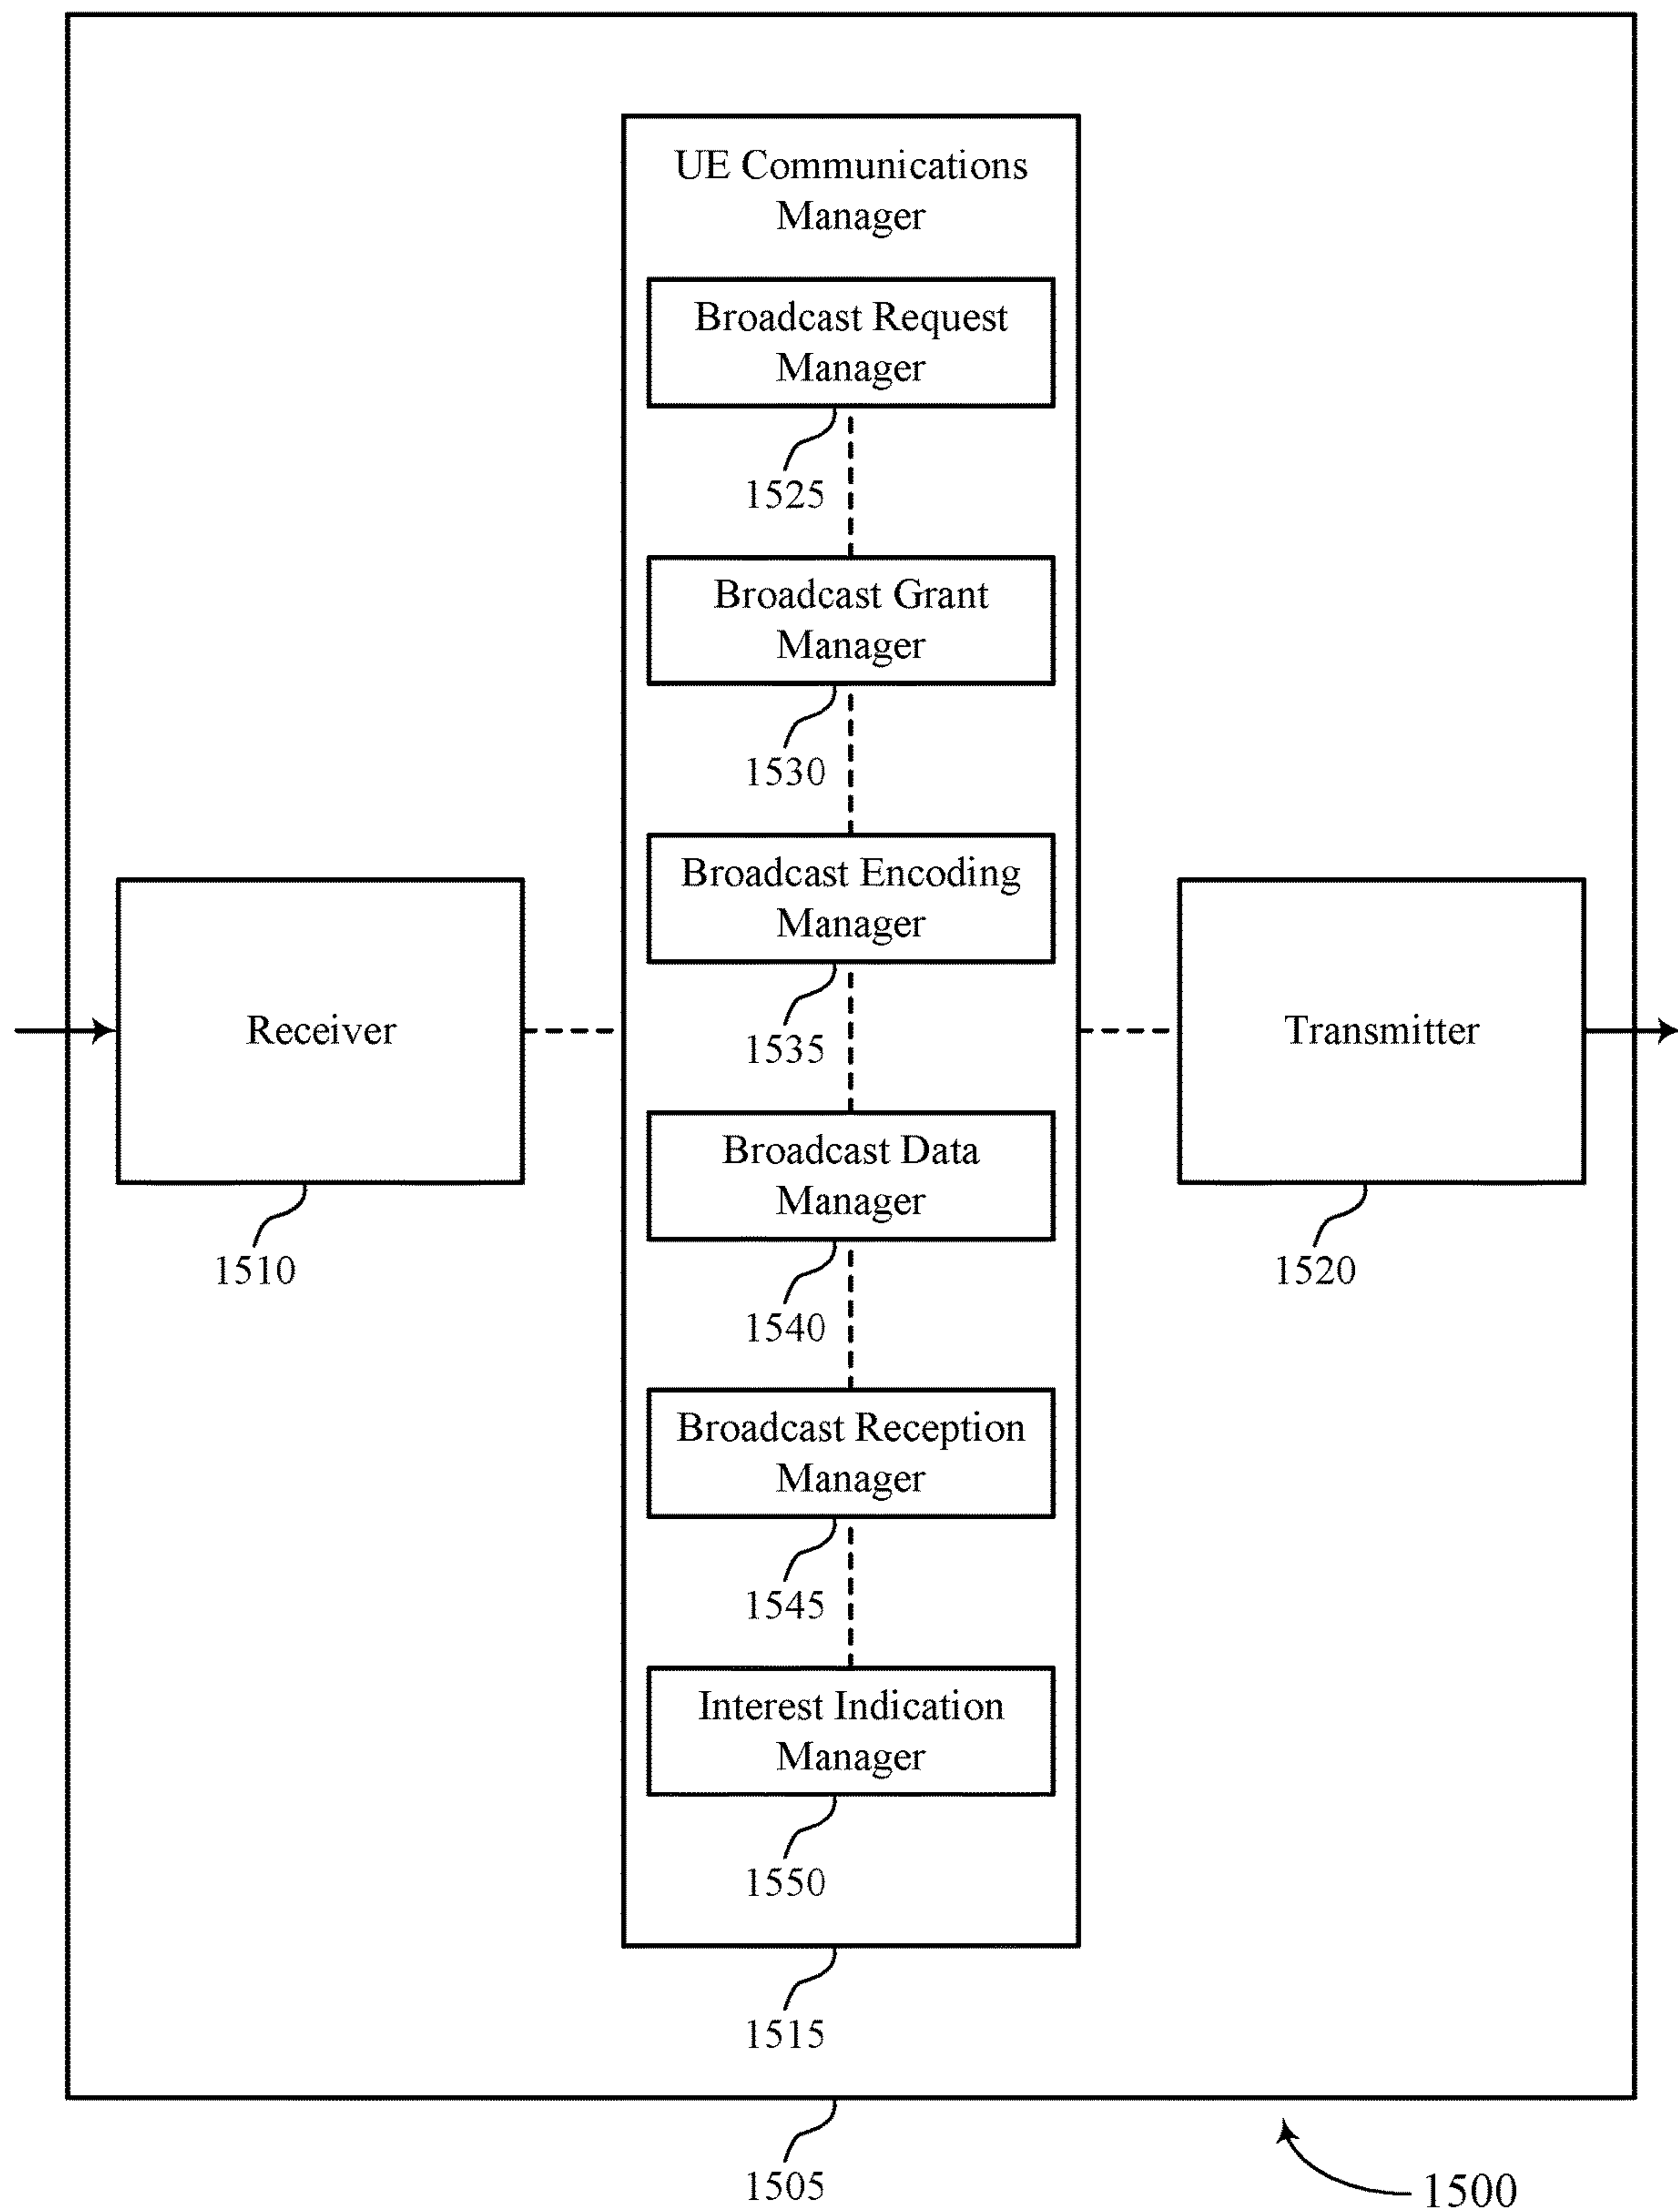 UE Communications
Manager
Broadcast Request
Manager
1525
Broadcast Grant
Manager
1530
Broadcast Encoding
Manager
1535
Receiver
1510
Transmitter
1520
Broadcast Data
Manager
1540
Broadcast Reception
Manager
1545
Interest Indication
Manager
1550
1515
1505
1500